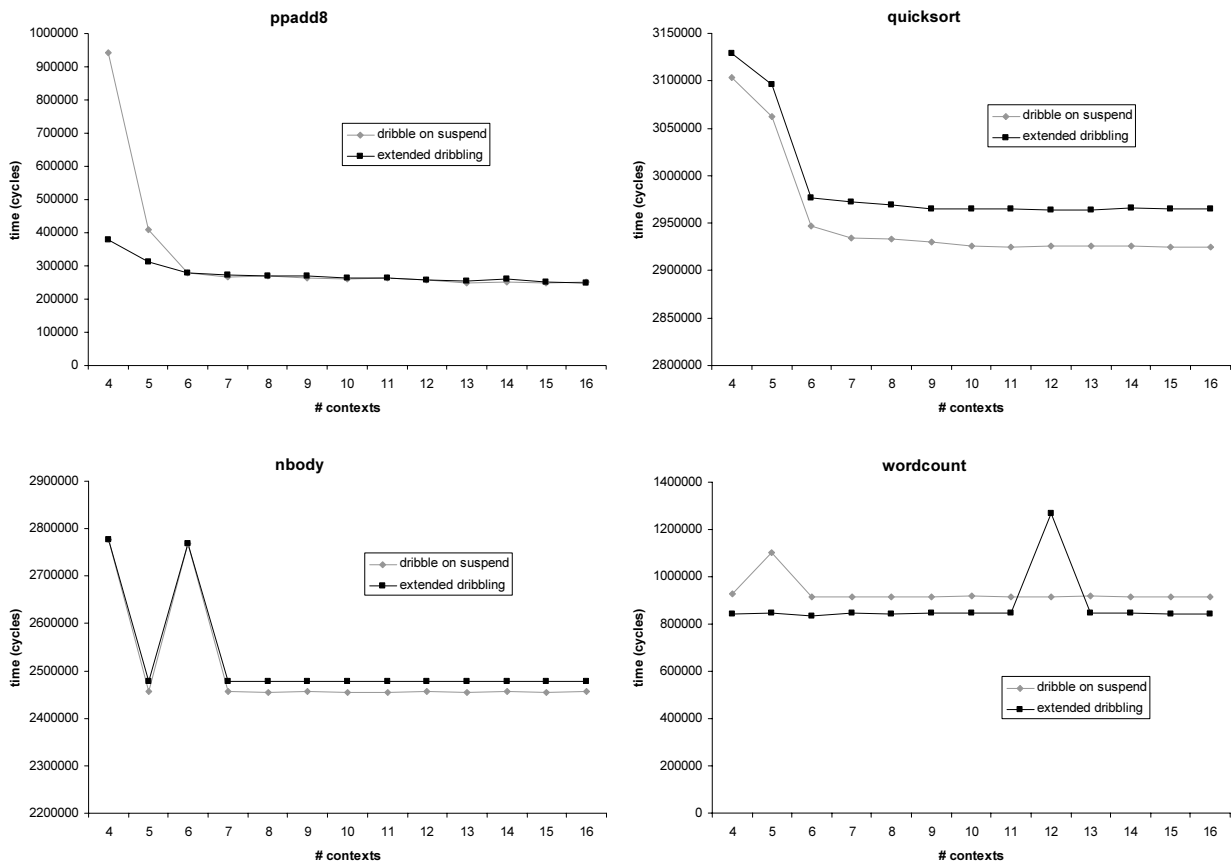 ppadd8
1000000
900000
800000
700000
600000
500000
400000
300000
200000
100000
0
time (cycles)
dribble on suspend
extended dribbling
4 5 6 7 8 9 10 11 12 13 14 15 16
# contexts
quicksort
3150000
3100000
3050000
3000000
2950000
2900000
2850000
2800000
time (cycles)
dribble on suspend
extended dribbling
4 5 6 7 8 9 10 11 12 13 14 15 16
# contexts
nbody
2900000
2800000
2700000
2600000
2500000
2400000
2300000
2200000
time (cycles)
dribble on suspend
extended dribbling
4 5 6 7 8 9 10 11 12 13 14 15 16
# contexts
wordcount
1400000
1200000
1000000
800000
600000
400000
200000
0
time (cycles)
dribble on suspend
extended dribbling
4 5 6 7 8 9 10 11 12 13 14 15 16
# contexts